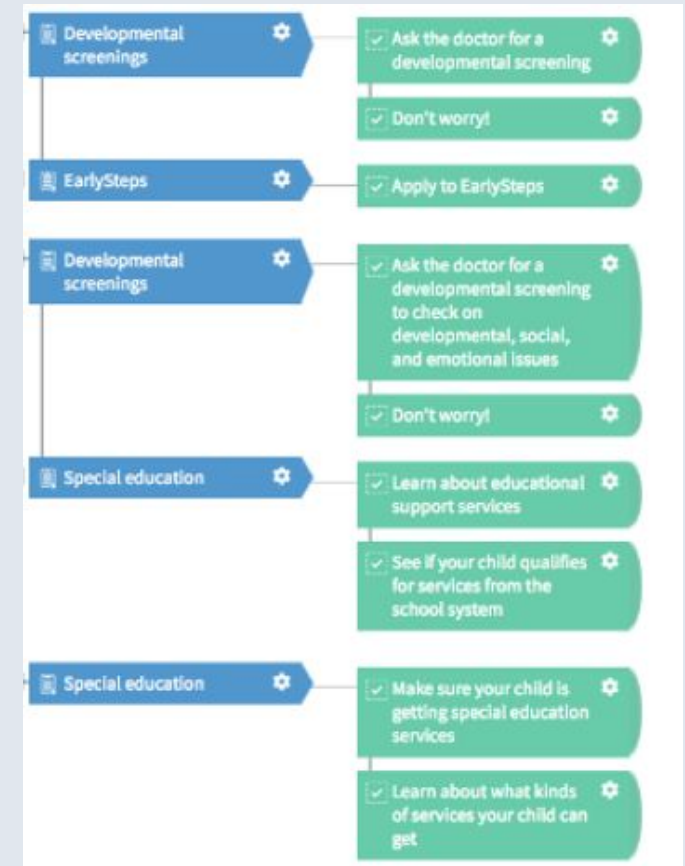 Developmental
screenings
Ask the doctor for a
developmental screening
Don't worry!
EarlySteps
Apply to EarlySteps
Developmental
screenings
Ask the doctor for a
developmental screening
to check on
developmental, social,
and emotional issues
Don't worry!
Special education
Learn about educational
support services
See if your child qualifies
for services from the
school system
Special education
Make sure your child is
getting special education
services
Learn about what kinds
of services your child can
get